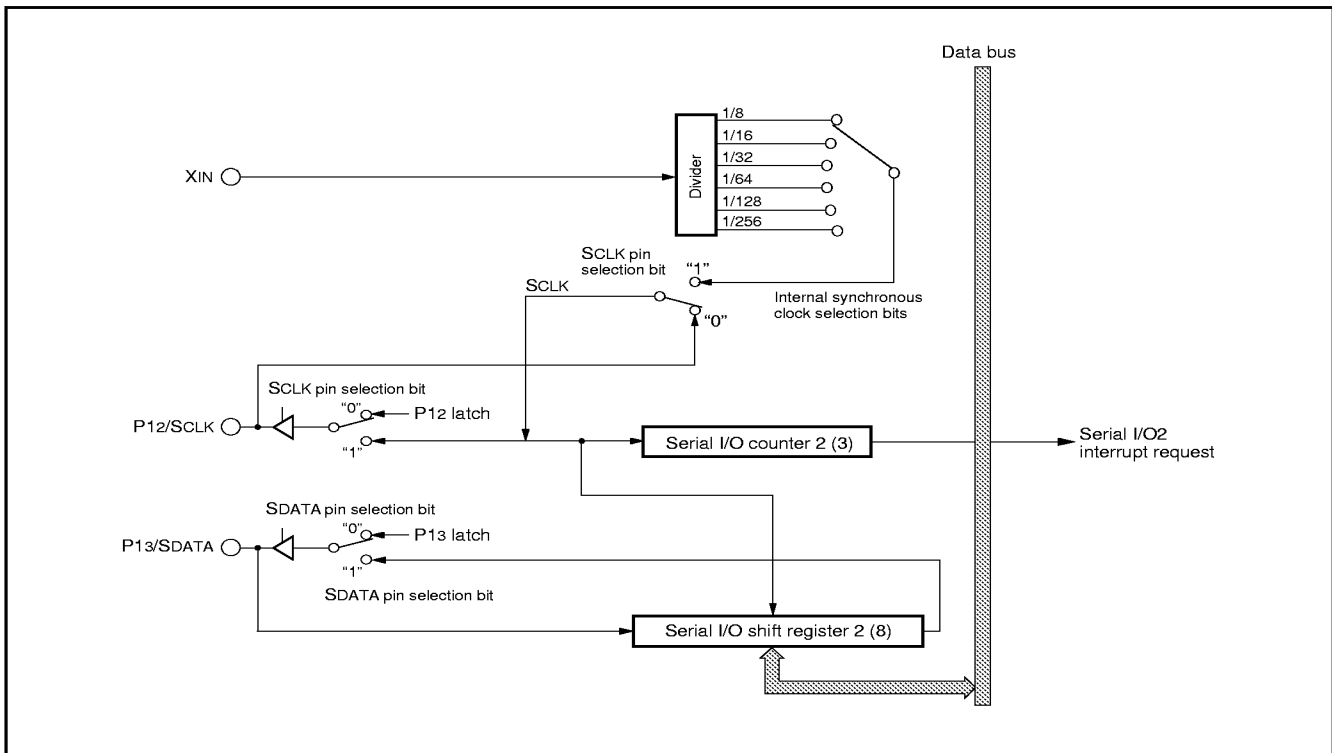 Data bus
1/8
1/16
1/32
1/64
1/128
1/256
Divider
XIN
SCLK pin
selection bit
“1”
SCLK
Internal synchronous
clock selection bits
“0”
SCLK pin selection bit
“0”
P12 latch
P12/SCLK
“1”
Serial I/O counter 2 (3)
Serial I/O2
interrupt request
SDATA pin selection bit
“0”
P13 latch
P13/SDATA
“1”
SDATA pin selection bit
Serial I/O shift register 2 (8)